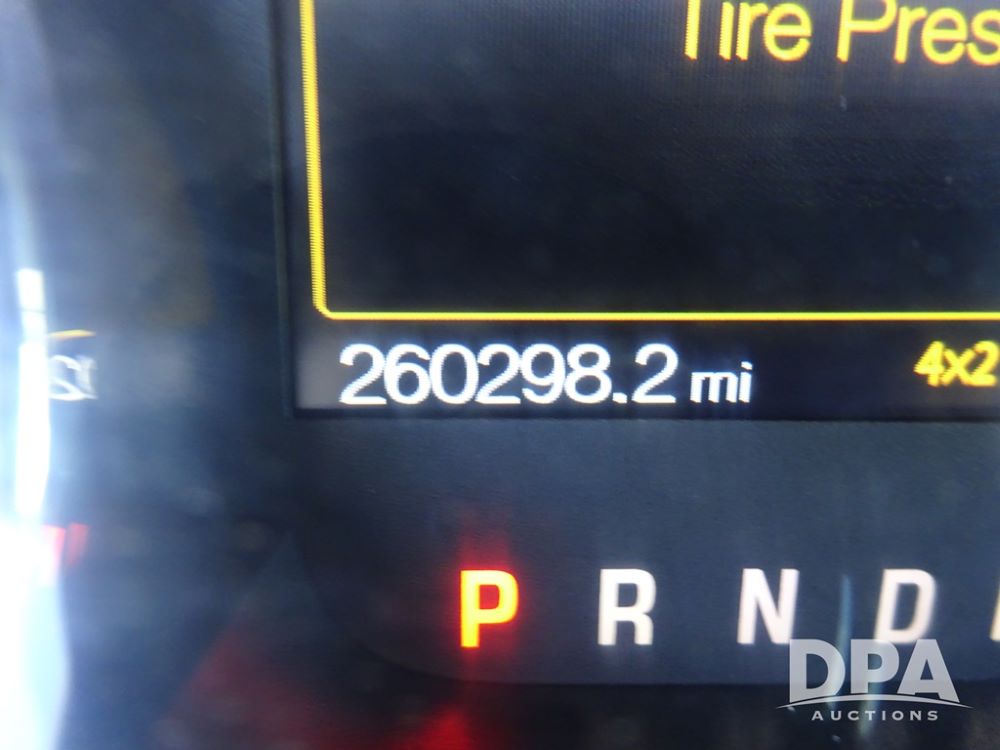 Tire Pres
260298.2 mi 4x2
P R N D
DPA
AUCTIONS